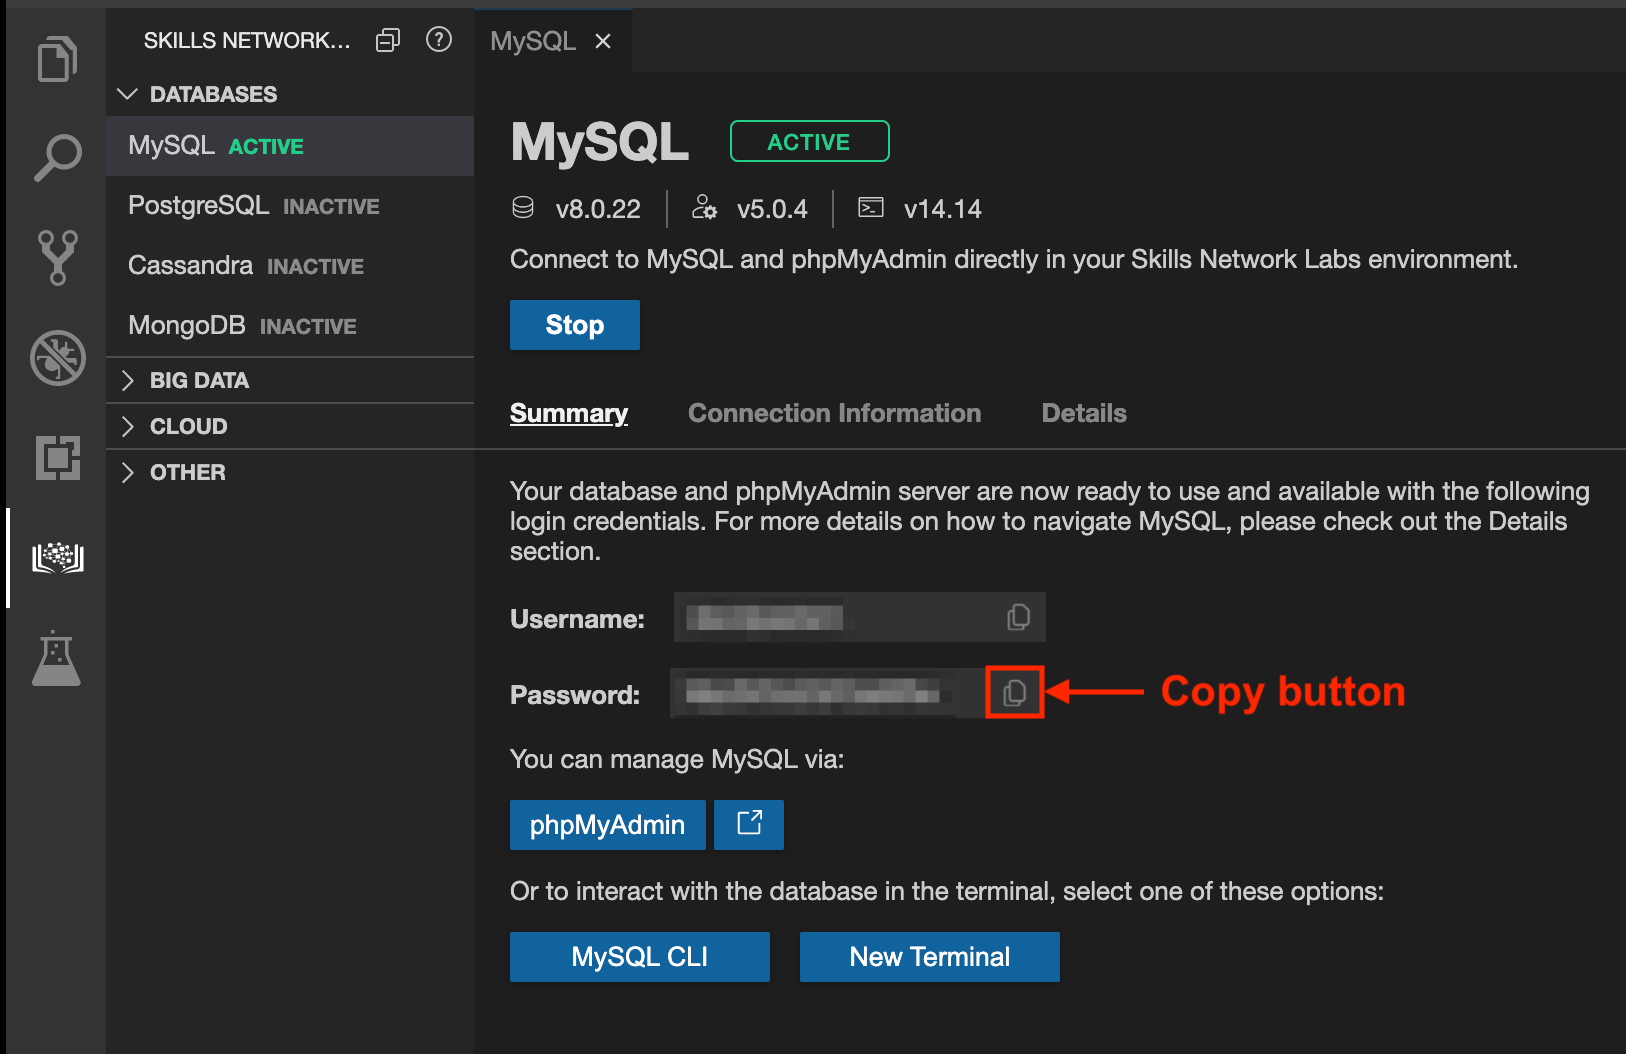 SKILLS NETWORK...
DATABASES
MySQL ACTIVE
PostgreSQL INACTIVE
Cassandra INACTIVE
MongoDB INACTIVE
BIG DATA
CLOUD
OTHER
MySQL
MySQL ACTIVE
v8.0.22 v5.0.4 v14.14
Connect to MySQL and phpMyAdmin directly in your Skills Network Labs environment.
Stop
Summary Connection Information Details
Your database and phpMyAdmin server are now ready to use and available with the following
login credentials. For more details on how to navigate MySQL, please check out the Details
section.
Username:
Password:
Copy button
You can manage MySQL via:
phpMyAdmin
Or to interact with the database in the terminal, select one of these options:
MySQL CLI New Terminal